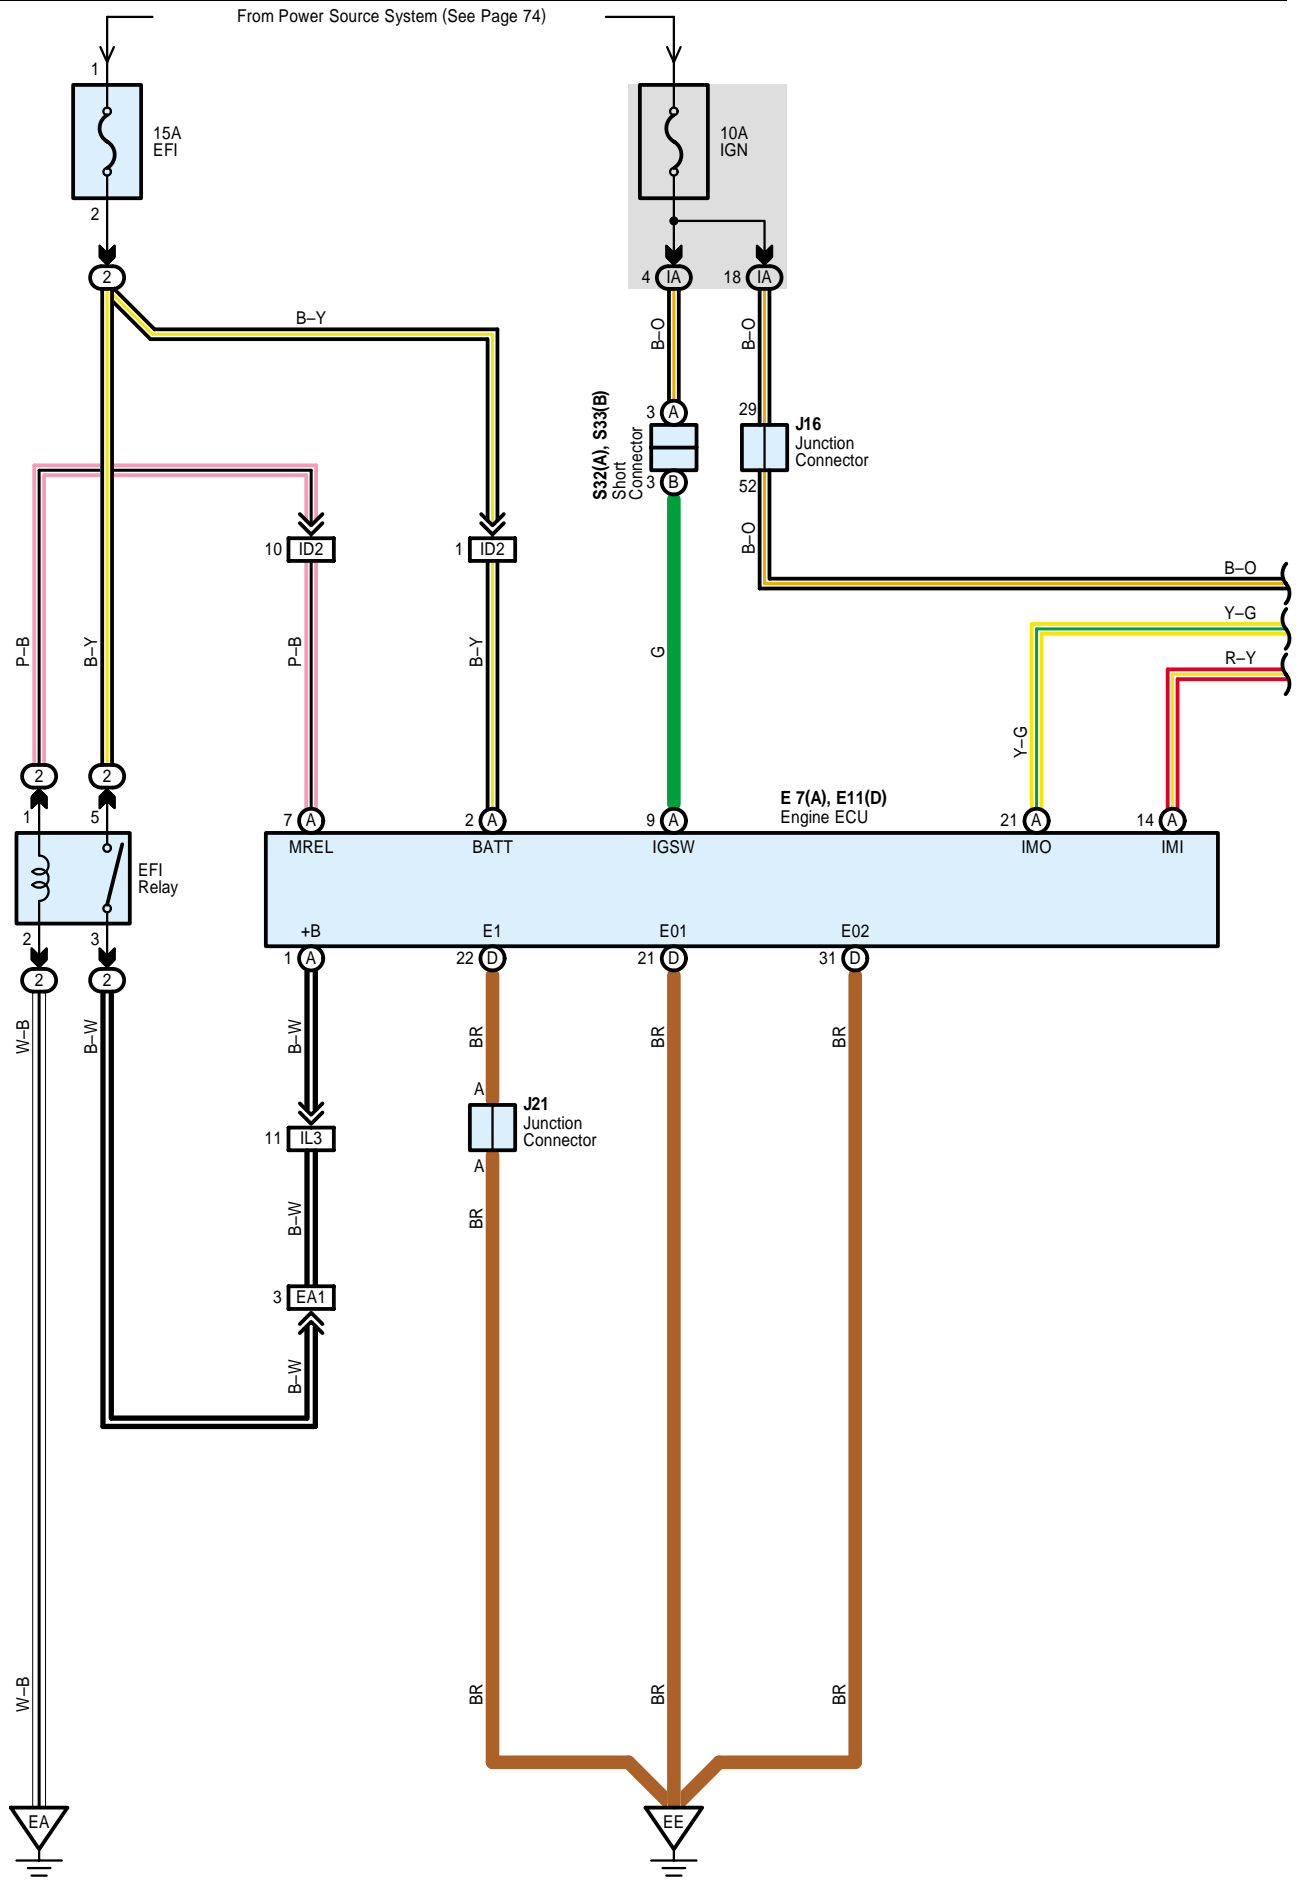 From Power Source System (See Page 74)
1
15A
EFI
10A
IGN
2
2
4 IA
18 IA
B–Y
B–O
B–O
S32(A), S33(B)
Short
Connector
3 A
3 B
29
J16
Junction
Connector
52
B–O
10 ID2
1 ID2
B–O
Y–G
R–Y
P–B
B–Y
P–B
B–Y
G
Y–G
2
2
1
5
E 7(A), E11(D)
Engine ECU
7 A
2 A
9 A
21 A
14 A
MREL
BATT
IGSW
IMO
IMI
EFI
Relay
+B
E1
E01
E02
2
3
1 A
22 D
21 D
31 D
2
2
W–B
B–W
B–W
BR
BR
BR
A
J21
Junction
Connector
A
11 IL3
B–W
BR
3 EA1
B–W
W–B
BR
BR
BR
EA
EE